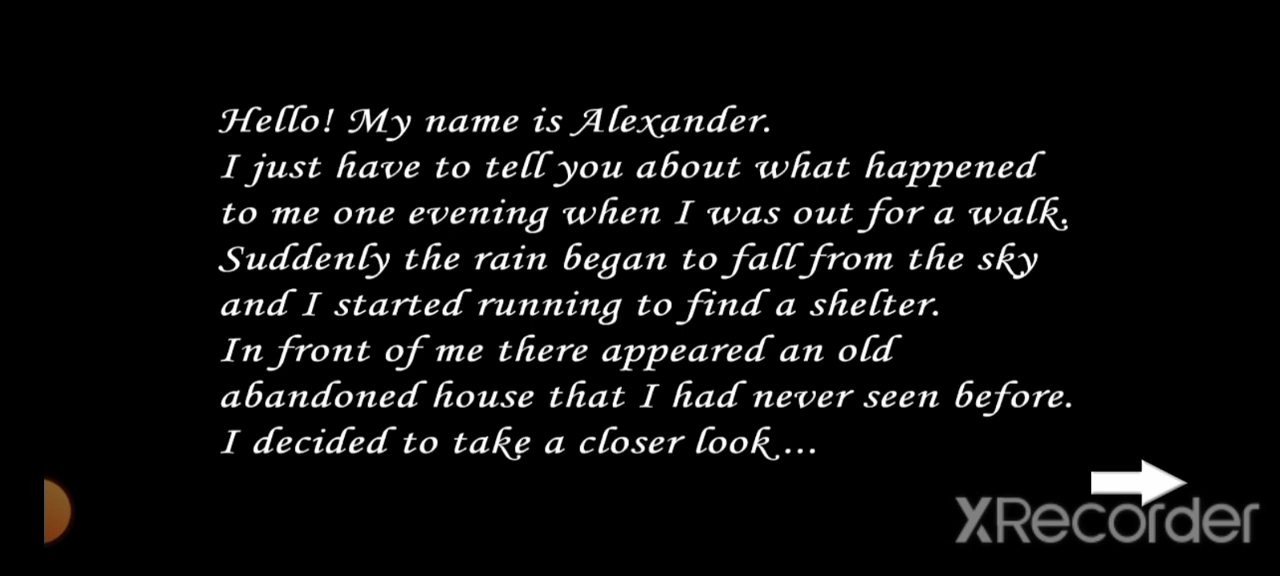 Hello! My name is Alexander.
I just have to tell you about what happened
to me one evening when I was out for a walk.
Suddenly the rain began to fall from the sky
and I started running to find a shelter.
In front of me there appeared an old
abandoned house that I had never seen before.
I decided to take a closer look...
XRecorder